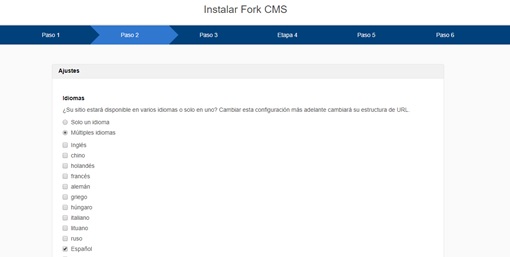 Instalar Fork CMS
Paso 1 Paso 2 Paso 3 Etapa 4 Paso 5 Paso 6
Ajustes
Idiomas
¿Su sitio estará disponible en varios idiomas o solo en uno? Cambiar esta configuración más adelante cambiará su estructura de URL.
Solo un idioma
Múltiples idiomas
Inglés
chino
holandés
francés
alemán
griego
húngaro
italiano
lituano
ruso
Español